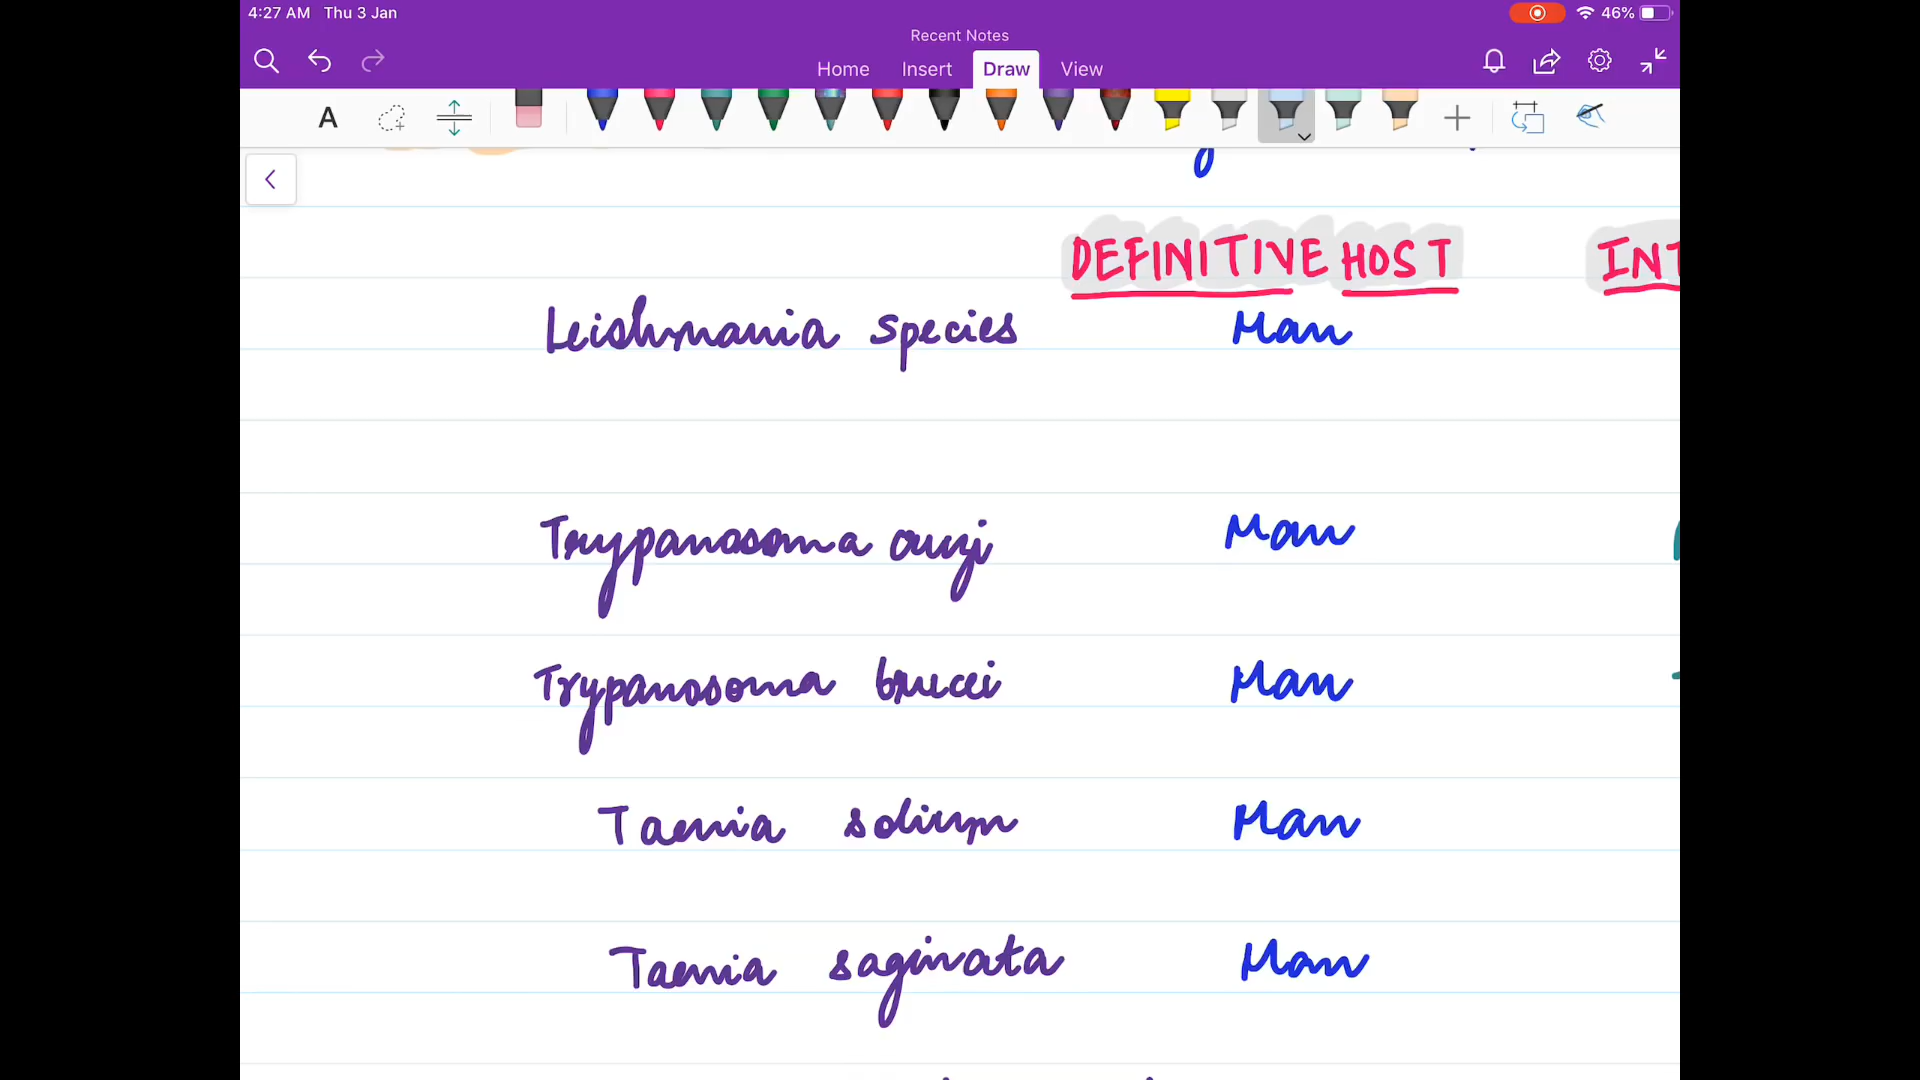 4:27 AM Thu 3 Jan 46%
Recent Notes
Home Insert Draw View
A
DEFINITIVE HOST INT
Leishmania species Man
Trypanosoma cruzi Man
Trypanosoma brucei Man
Taenia solium Man
Taenia saginata Man